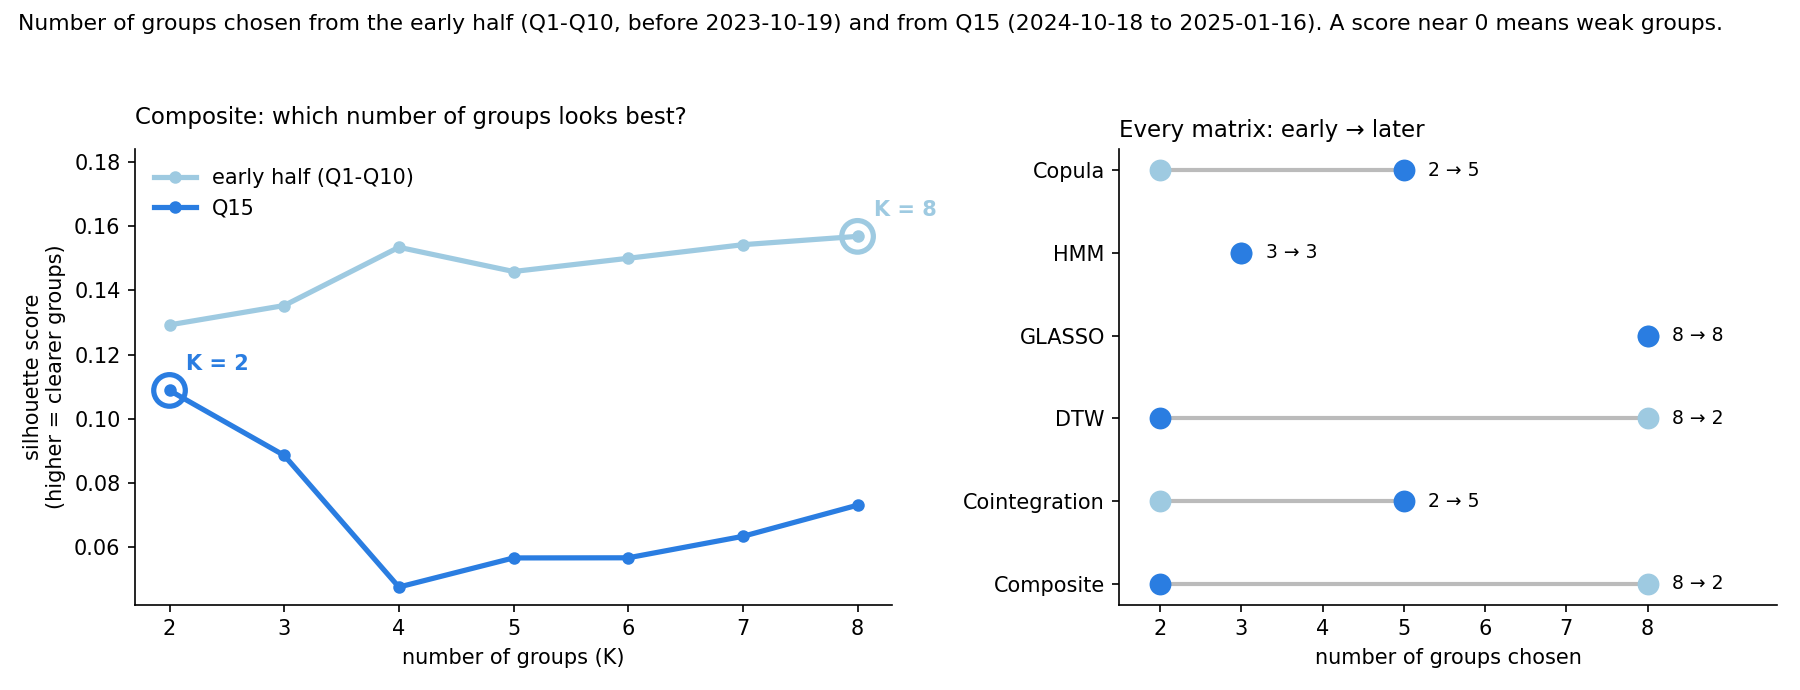 Number of groups chosen from the early half (Q1-Q10, before 2023-10-19) and from Q15 (2024-10-18 to 2025-01-16). A score near 0 means weak groups.
Composite: which number of groups looks best?
early half (Q1-Q10)
Q15
K = 8
K = 2
silhouette score
(higher = clearer groups)
0.18
0.16
0.14
0.12
0.10
0.08
0.06
2 3 4 5 6 7 8
number of groups (K)
Every matrix: early → later
Copula 2 → 5
HMM 3 → 3
GLASSO 8 → 8
DTW 8 → 2
Cointegration 2 → 5
Composite 8 → 2
2 3 4 5 6 7 8
number of groups chosen